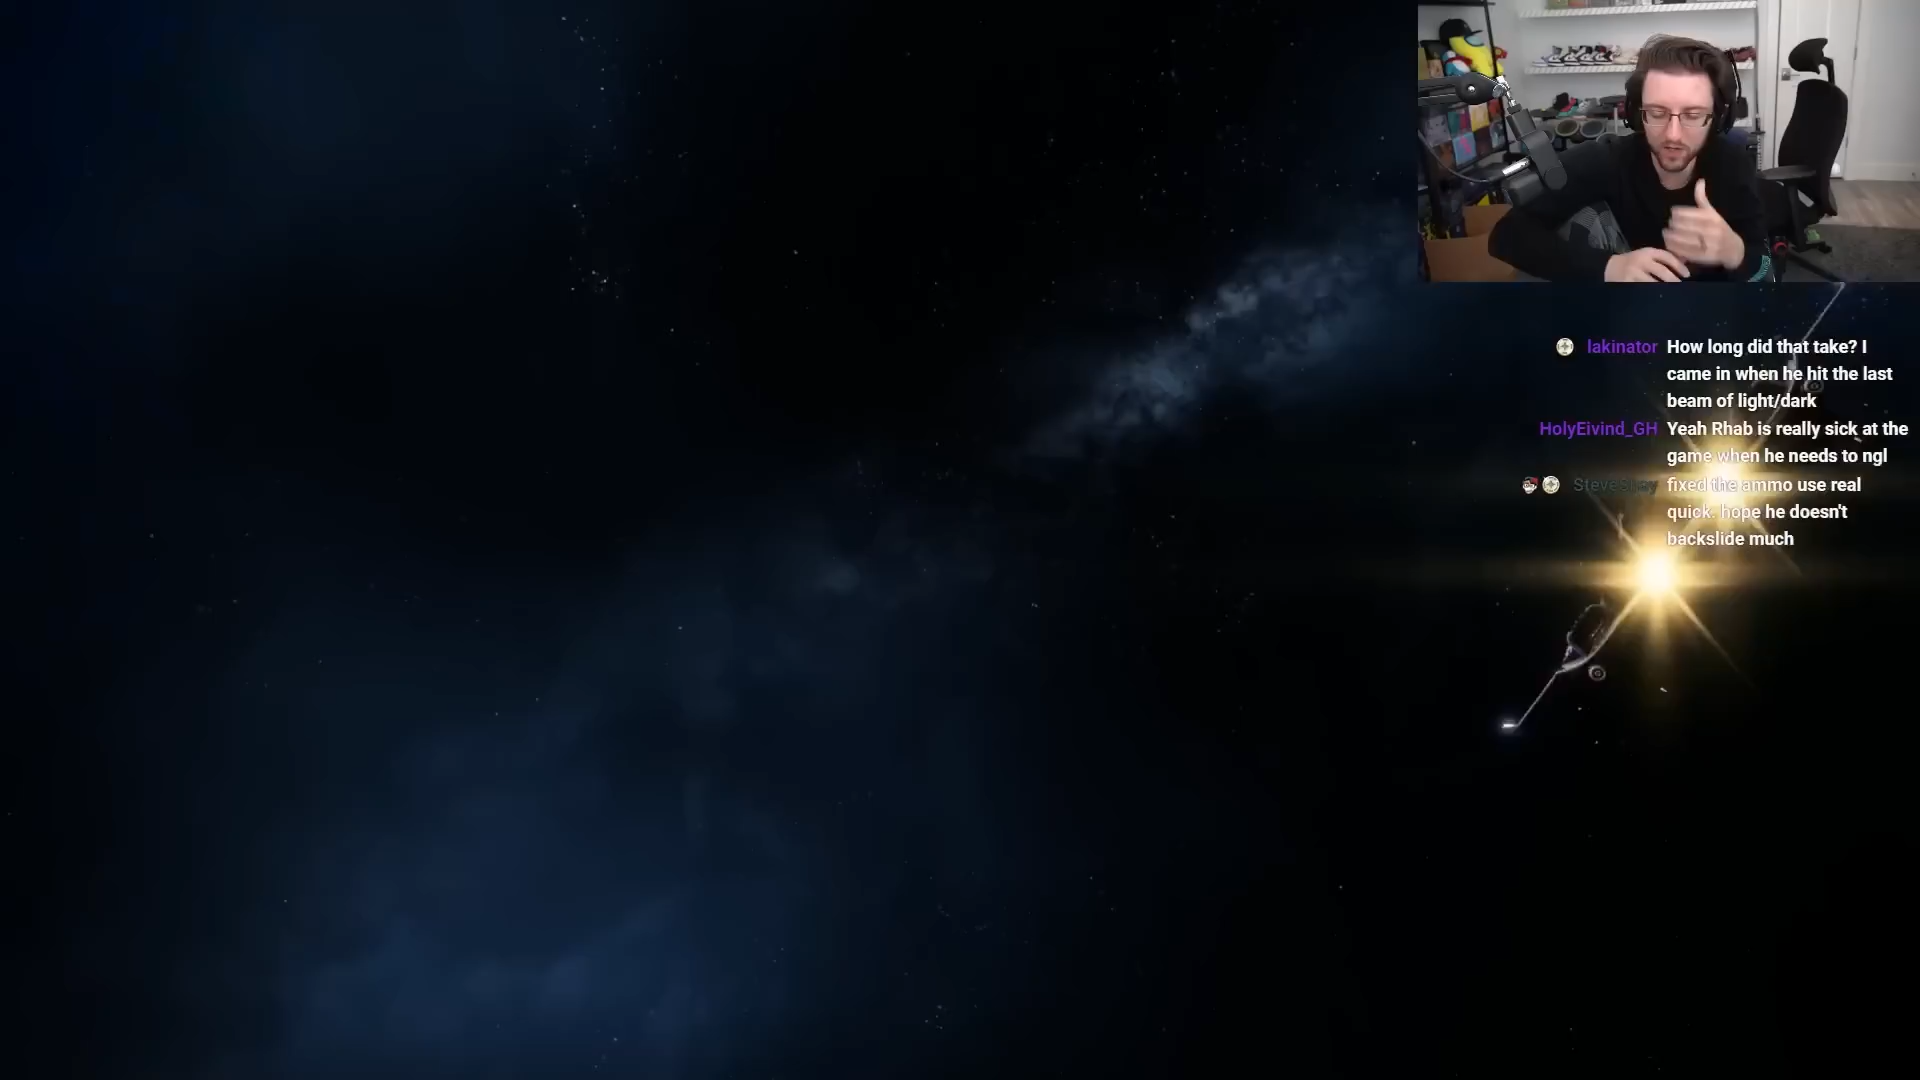 lakinator How long did that take? I
came in when he hit the last
beam of light/dark
HolyEivind_GH Yeah Rhab is really sick at the
game when he needs to ngl
fixed the ammo use real
quick. hope he doesn't
backslide much